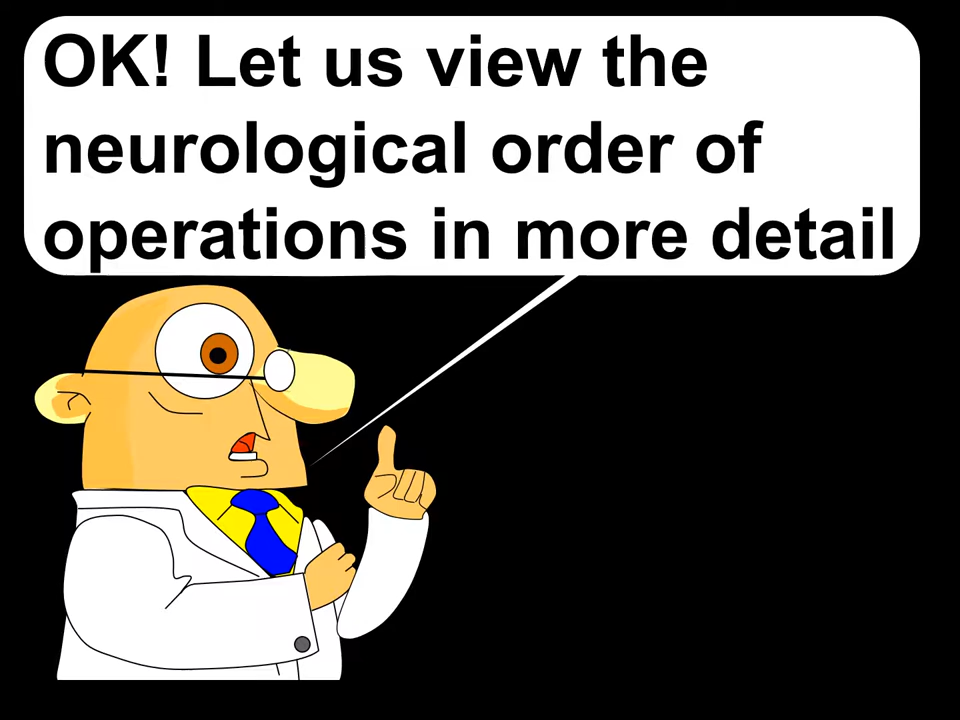 OK! Let us view the
neurological order of
operations in more detail